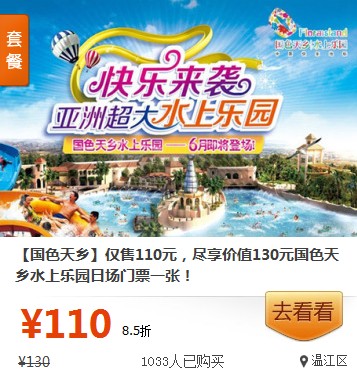 套餐
Floraland
国色天乡水上乐园
快乐来袭
亚洲超大水上乐园
国色天乡水上乐园 —— 6月即将登场!
【国色天乡】仅售110元，尽享价值130元国色天
乡水上乐园日场门票一张！
¥110 8.5折
去看看
¥130 1033人已购买 温江区